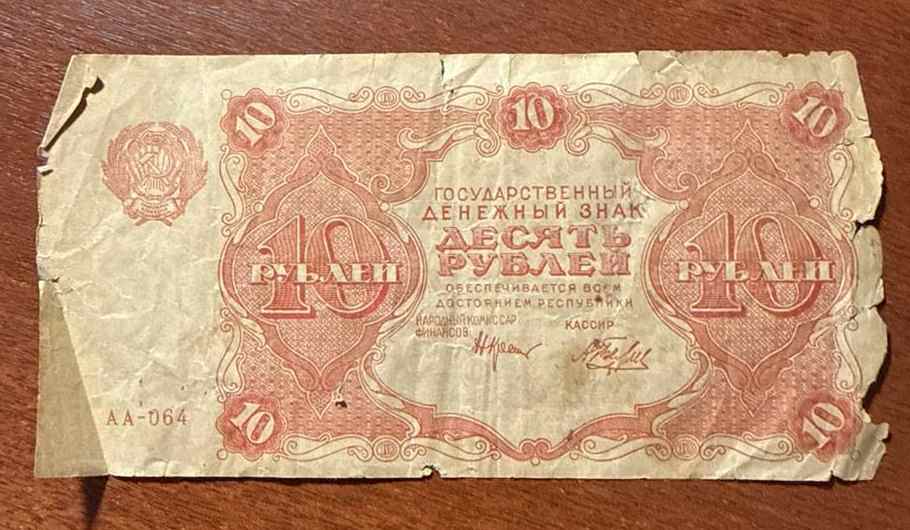 10 10 10
ГОСУДАРСТВЕННЫЙ
ДЕНЕЖНЫЙ ЗНАК
ДЕСЯТЬ
РУБЛЕЙ
10 РУБЛЕЙ
10 РУБЛЕЙ
ОБЕСПЕЧИВАЕТСЯ ВСЕМ
ДОСТОЯНИЕМ РЕСПУБЛИКИ
НАРОДНЫЙ КОМИССАР
ФИНАНСОВ
КАССИР
АА-064
10 10